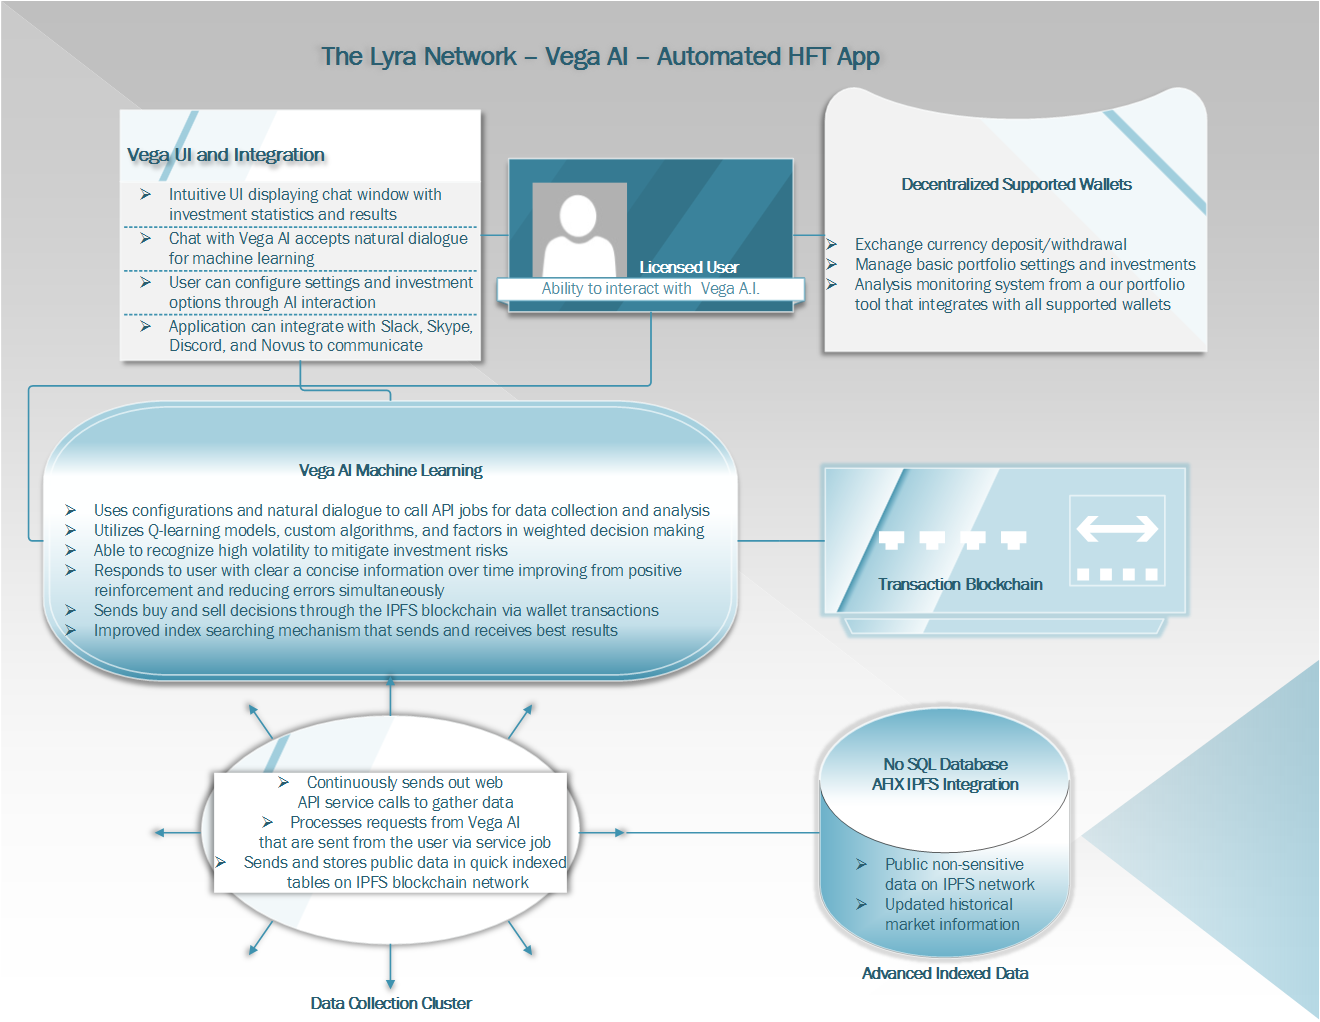 The Lyra Network – Vega AI – Automated HFT App
Vega UI and Integration
➢ Intuitive UI displaying chat window with
investment statistics and results
➢ Chat with Vega AI accepts natural dialogue
for machine learning
➢ User can configure settings and investment
options through AI interaction
➢ Application can integrate with Slack, Skype,
Discord, and Novus to communicate
Licensed User
Ability to interact with Vega A.I.
Decentralized Supported Wallets
➢ Exchange currency deposit/withdrawal
➢ Manage basic portfolio settings and investments
➢ Analysis monitoring system from a our portfolio
tool that integrates with all supported wallets
Vega AI Machine Learning
➢ Uses configurations and natural dialogue to call API jobs for data collection and analysis
➢ Utilizes Q-learning models, custom algorithms, and factors in weighted decision making
➢ Able to recognize high volatility to mitigate investment risks
➢ Responds to user with clear a concise information over time improving from positive
reinforcement and reducing errors simultaneously
➢ Sends buy and sell decisions through the IPFS blockchain via wallet transactions
➢ Improved index searching mechanism that sends and receives best results
Transaction Blockchain
➢ Continuously sends out web
API service calls to gather data
➢ Processes requests from Vega AI
that are sent from the user via service job
➢ Sends and stores public data in quick indexed
tables on IPFS blockchain network
Data Collection Cluster
No SQL Database
AFIX IPFS Integration
➢ Public non-sensitive
data on IPFS network
➢ Updated historical
market information
Advanced Indexed Data